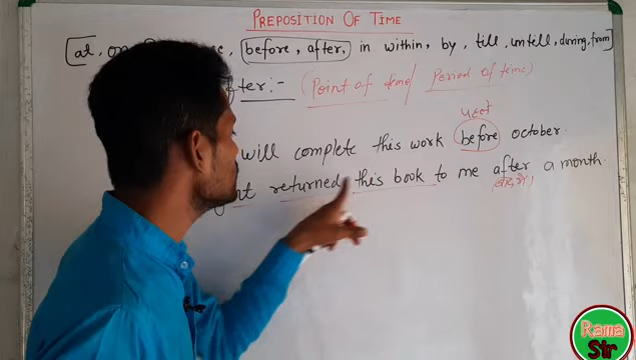 PREPOSITION OF TIME
at, on before, after, in within, by, till, untill, during, from
after:- (Point of time/ Period of time)
पहले
will complete this work before october.
returned this book to me after a month.
(बाद में)
Rama
Sir